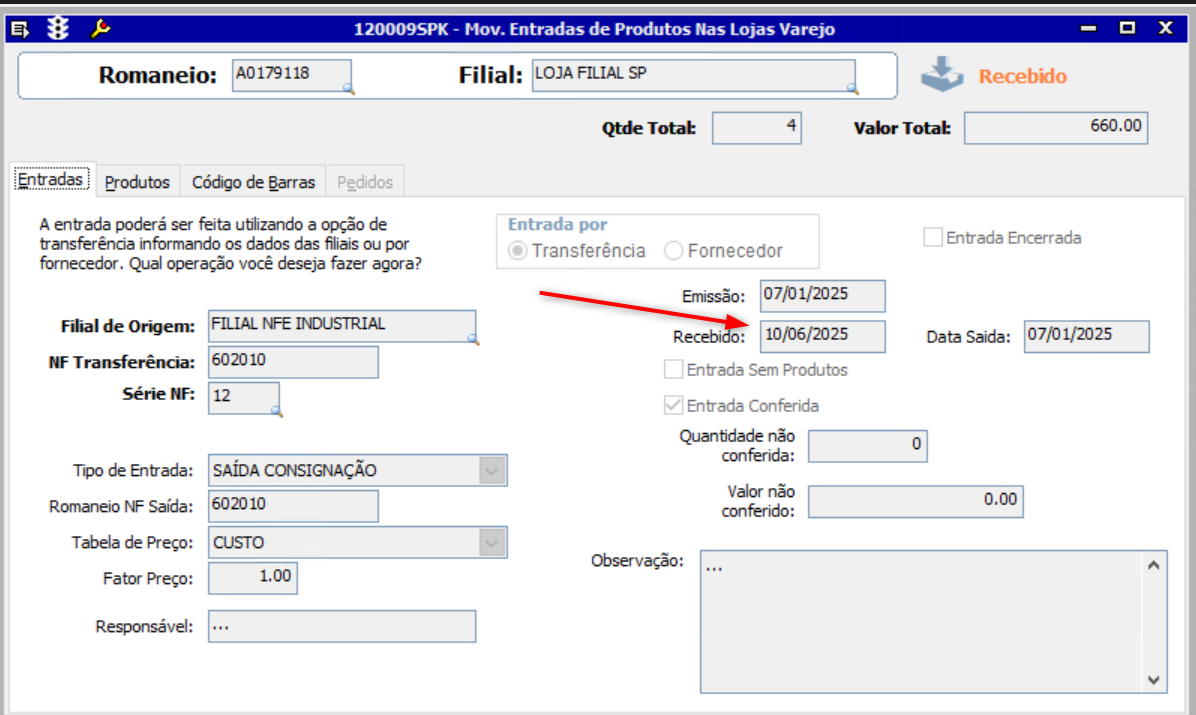 120009SPK - Mov. Entradas de Produtos Nas Lojas Varejo
Romaneio: A0179118 Filial: LOJA FILIAL SP Recebido
Qtde Total: 4 Valor Total: 660.00
Entradas Produtos Código de Barras Pedidos
A entrada poderá ser feita utilizando a opção de
transferência informando os dados das filiais ou por
fornecedor. Qual operação você deseja fazer agora?
Entrada por
Transferência Fornecedor
Entrada Encerrada
Emissão: 07/01/2025
Filial de Origem: FILIAL NFE INDUSTRIAL
Recebido: 10/06/2025 Data Saida: 07/01/2025
NF Transferência: 602010
Entrada Sem Produtos
Série NF: 12
Entrada Conferida
Quantidade não
conferida: 0
Tipo de Entrada: SAÍDA CONSIGNAÇÃO
Romaneio NF Saída: 602010
Valor não
conferido: 0.00
Tabela de Preço: CUSTO
Fator Preço: 1.00
Observação: ...
Responsável: ...